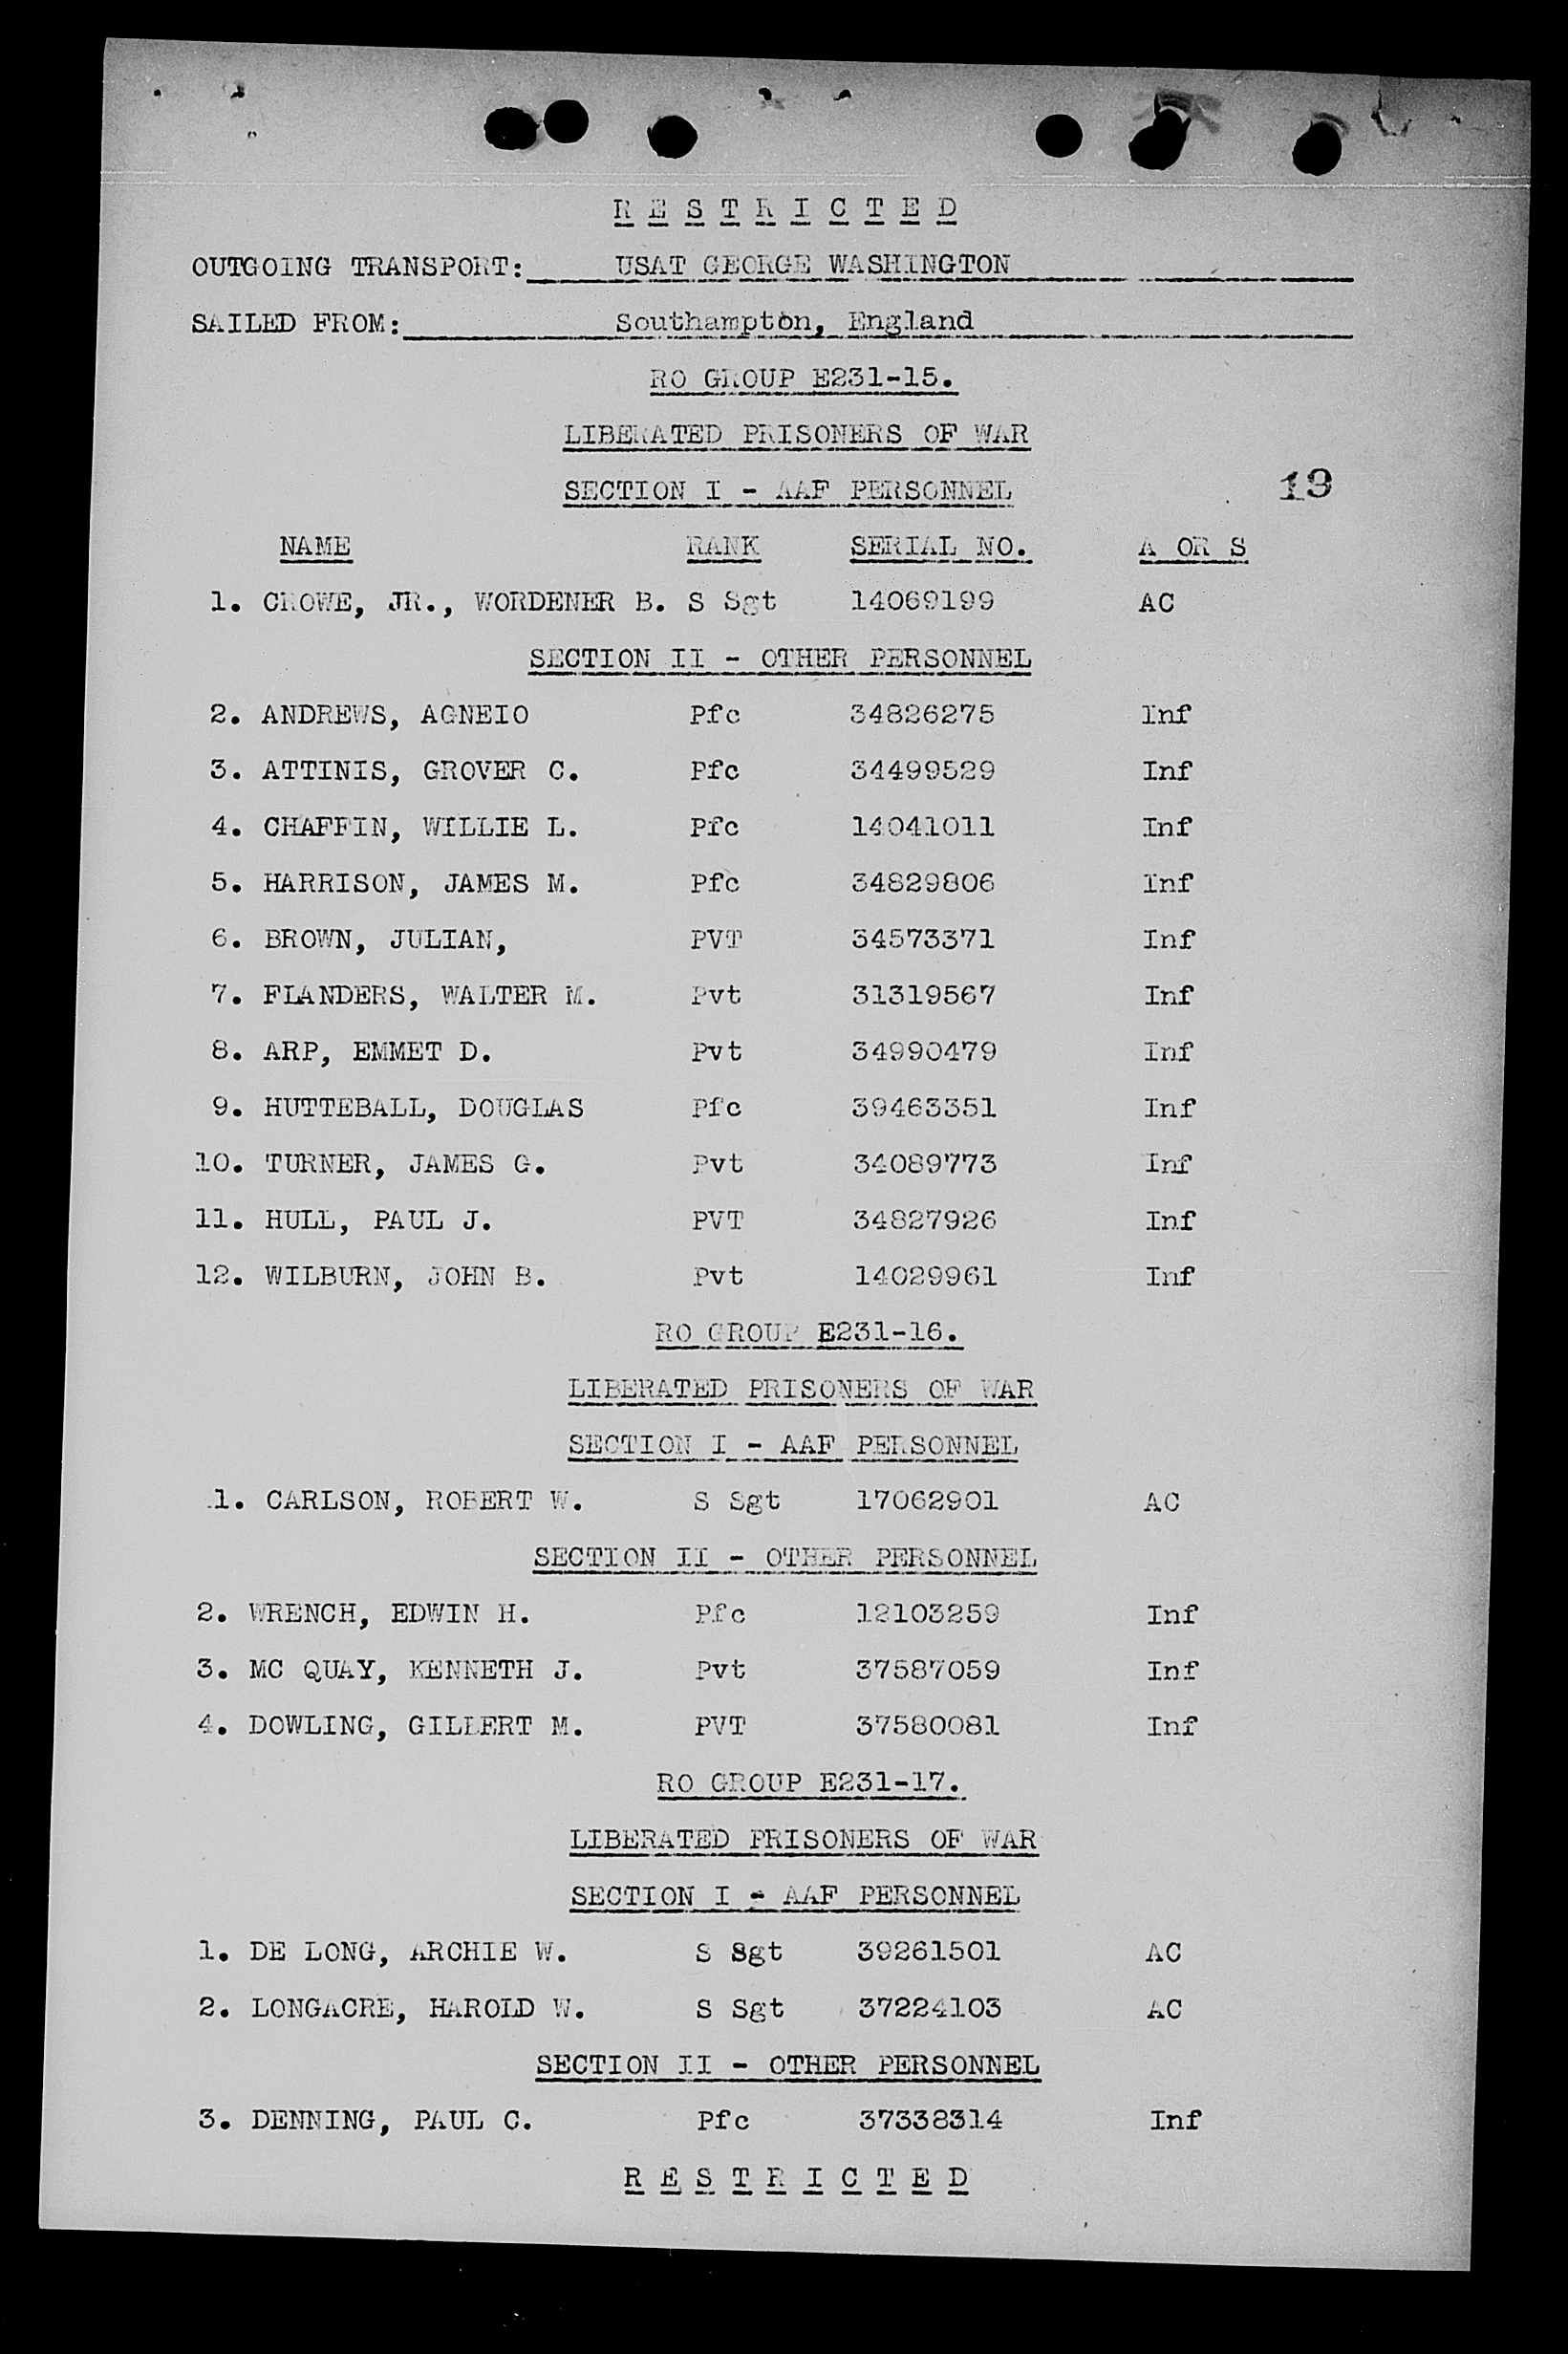 R E S T R I C T E D
OUTGOING TRANSPORT: USAT GEORGE WASHINGTON
SAILED FROM: Southampton, England
RO GROUP E231-15.
LIBERATED PRISONERS OF WAR
SECTION I - AAF PERSONNEL 19
NAME RANK SERIAL NO. A OR S
1. CROWE, JR., WORDENER B. S Sgt 14069199 AC
SECTION II - OTHER PERSONNEL
2. ANDREWS, AGNEIO Pfc 34826275 Inf
3. ATTINIS, GROVER C. Pfc 34499529 Inf
4. CHAFFIN, WILLIE L. Pfc 14041011 Inf
5. HARRISON, JAMES M. Pfc 34829806 Inf
6. BROWN, JULIAN, PVT 34573371 Inf
7. FLANDERS, WALTER M. Pvt 31319567 Inf
8. ARP, EMMET D. Pvt 34990479 Inf
9. HUTTEBALL, DOUGLAS Pfc 39463351 Inf
10. TURNER, JAMES G. Pvt 34089773 Inf
11. HULL, PAUL J. PVT 34827926 Inf
12. WILBURN, JOHN B. Pvt 14029961 Inf
RO GROUP E231-16.
LIBERATED PRISONERS OF WAR
SECTION I - AAF PERSONNEL
1. CARLSON, ROBERT W. S Sgt 17062901 AC
SECTION II - OTHER PERSONNEL
2. WRENCH, EDWIN H. Pfc 12103259 Inf
3. MC QUAY, KENNETH J. Pvt 37587059 Inf
4. DOWLING, GILBERT M. PVT 37580081 Inf
RO GROUP E231-17.
LIBERATED PRISONERS OF WAR
SECTION I - AAF PERSONNEL
1. DE LONG, ARCHIE W. S Sgt 39261501 AC
2. LONGACRE, HAROLD W. S Sgt 37224103 AC
SECTION II - OTHER PERSONNEL
3. DENNING, PAUL C. Pfc 37338314 Inf
R E S T R I C T E D